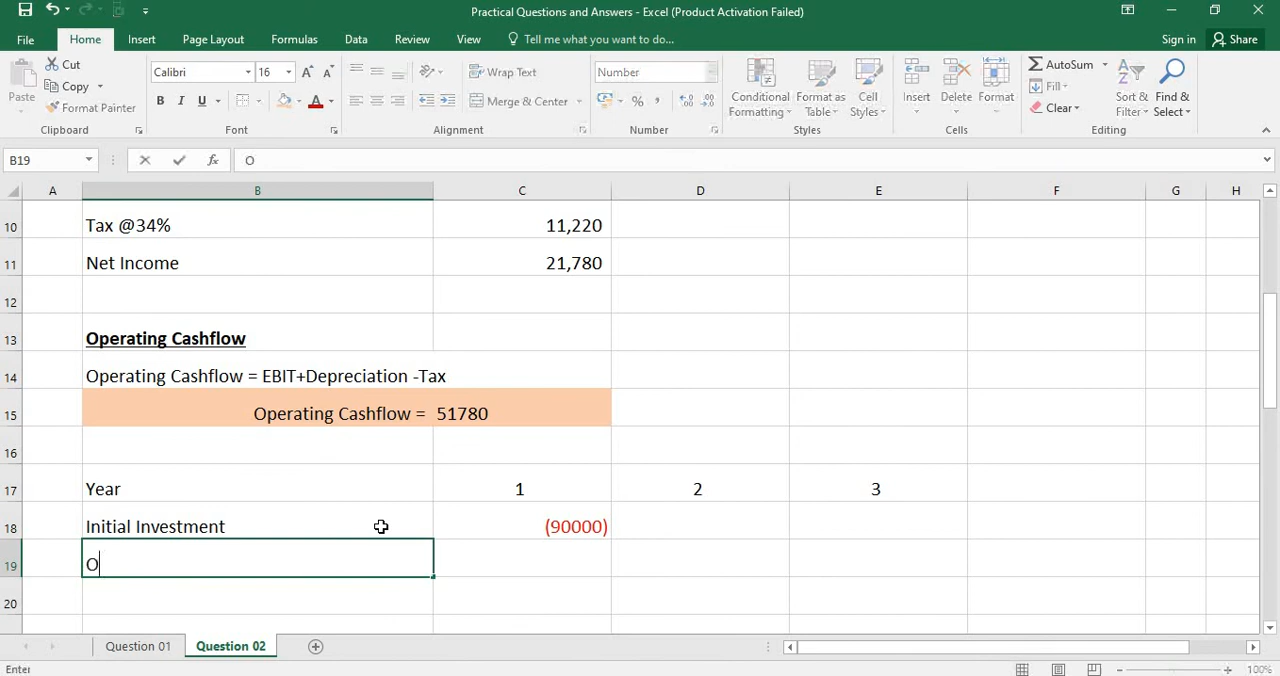 Practical Questions and Answers - Excel (Product Activation Failed)
File Home Insert Page Layout Formulas Data Review View Tell me what you want to do... Sign in Share
Paste Cut Copy Format Painter
Calibri 16 A A B I U A
Wrap Text Merge & Center
Number % ,
Conditional Formatting Format as Table Cell Styles
Insert Delete Format
AutoSum Fill Clear Sort & Filter Find & Select
Clipboard Font Alignment Number Styles Cells Editing
B19 fx O
A B C D E F G H
10 Tax @34% 11,220
11 Net Income 21,780
12
13 Operating Cashflow
14 Operating Cashflow = EBIT+Depreciation -Tax
15 Operating Cashflow = 51780
16
17 Year 1 2 3
18 Initial Investment (90000)
19 O
20
Question 01 Question 02
Enter 100%